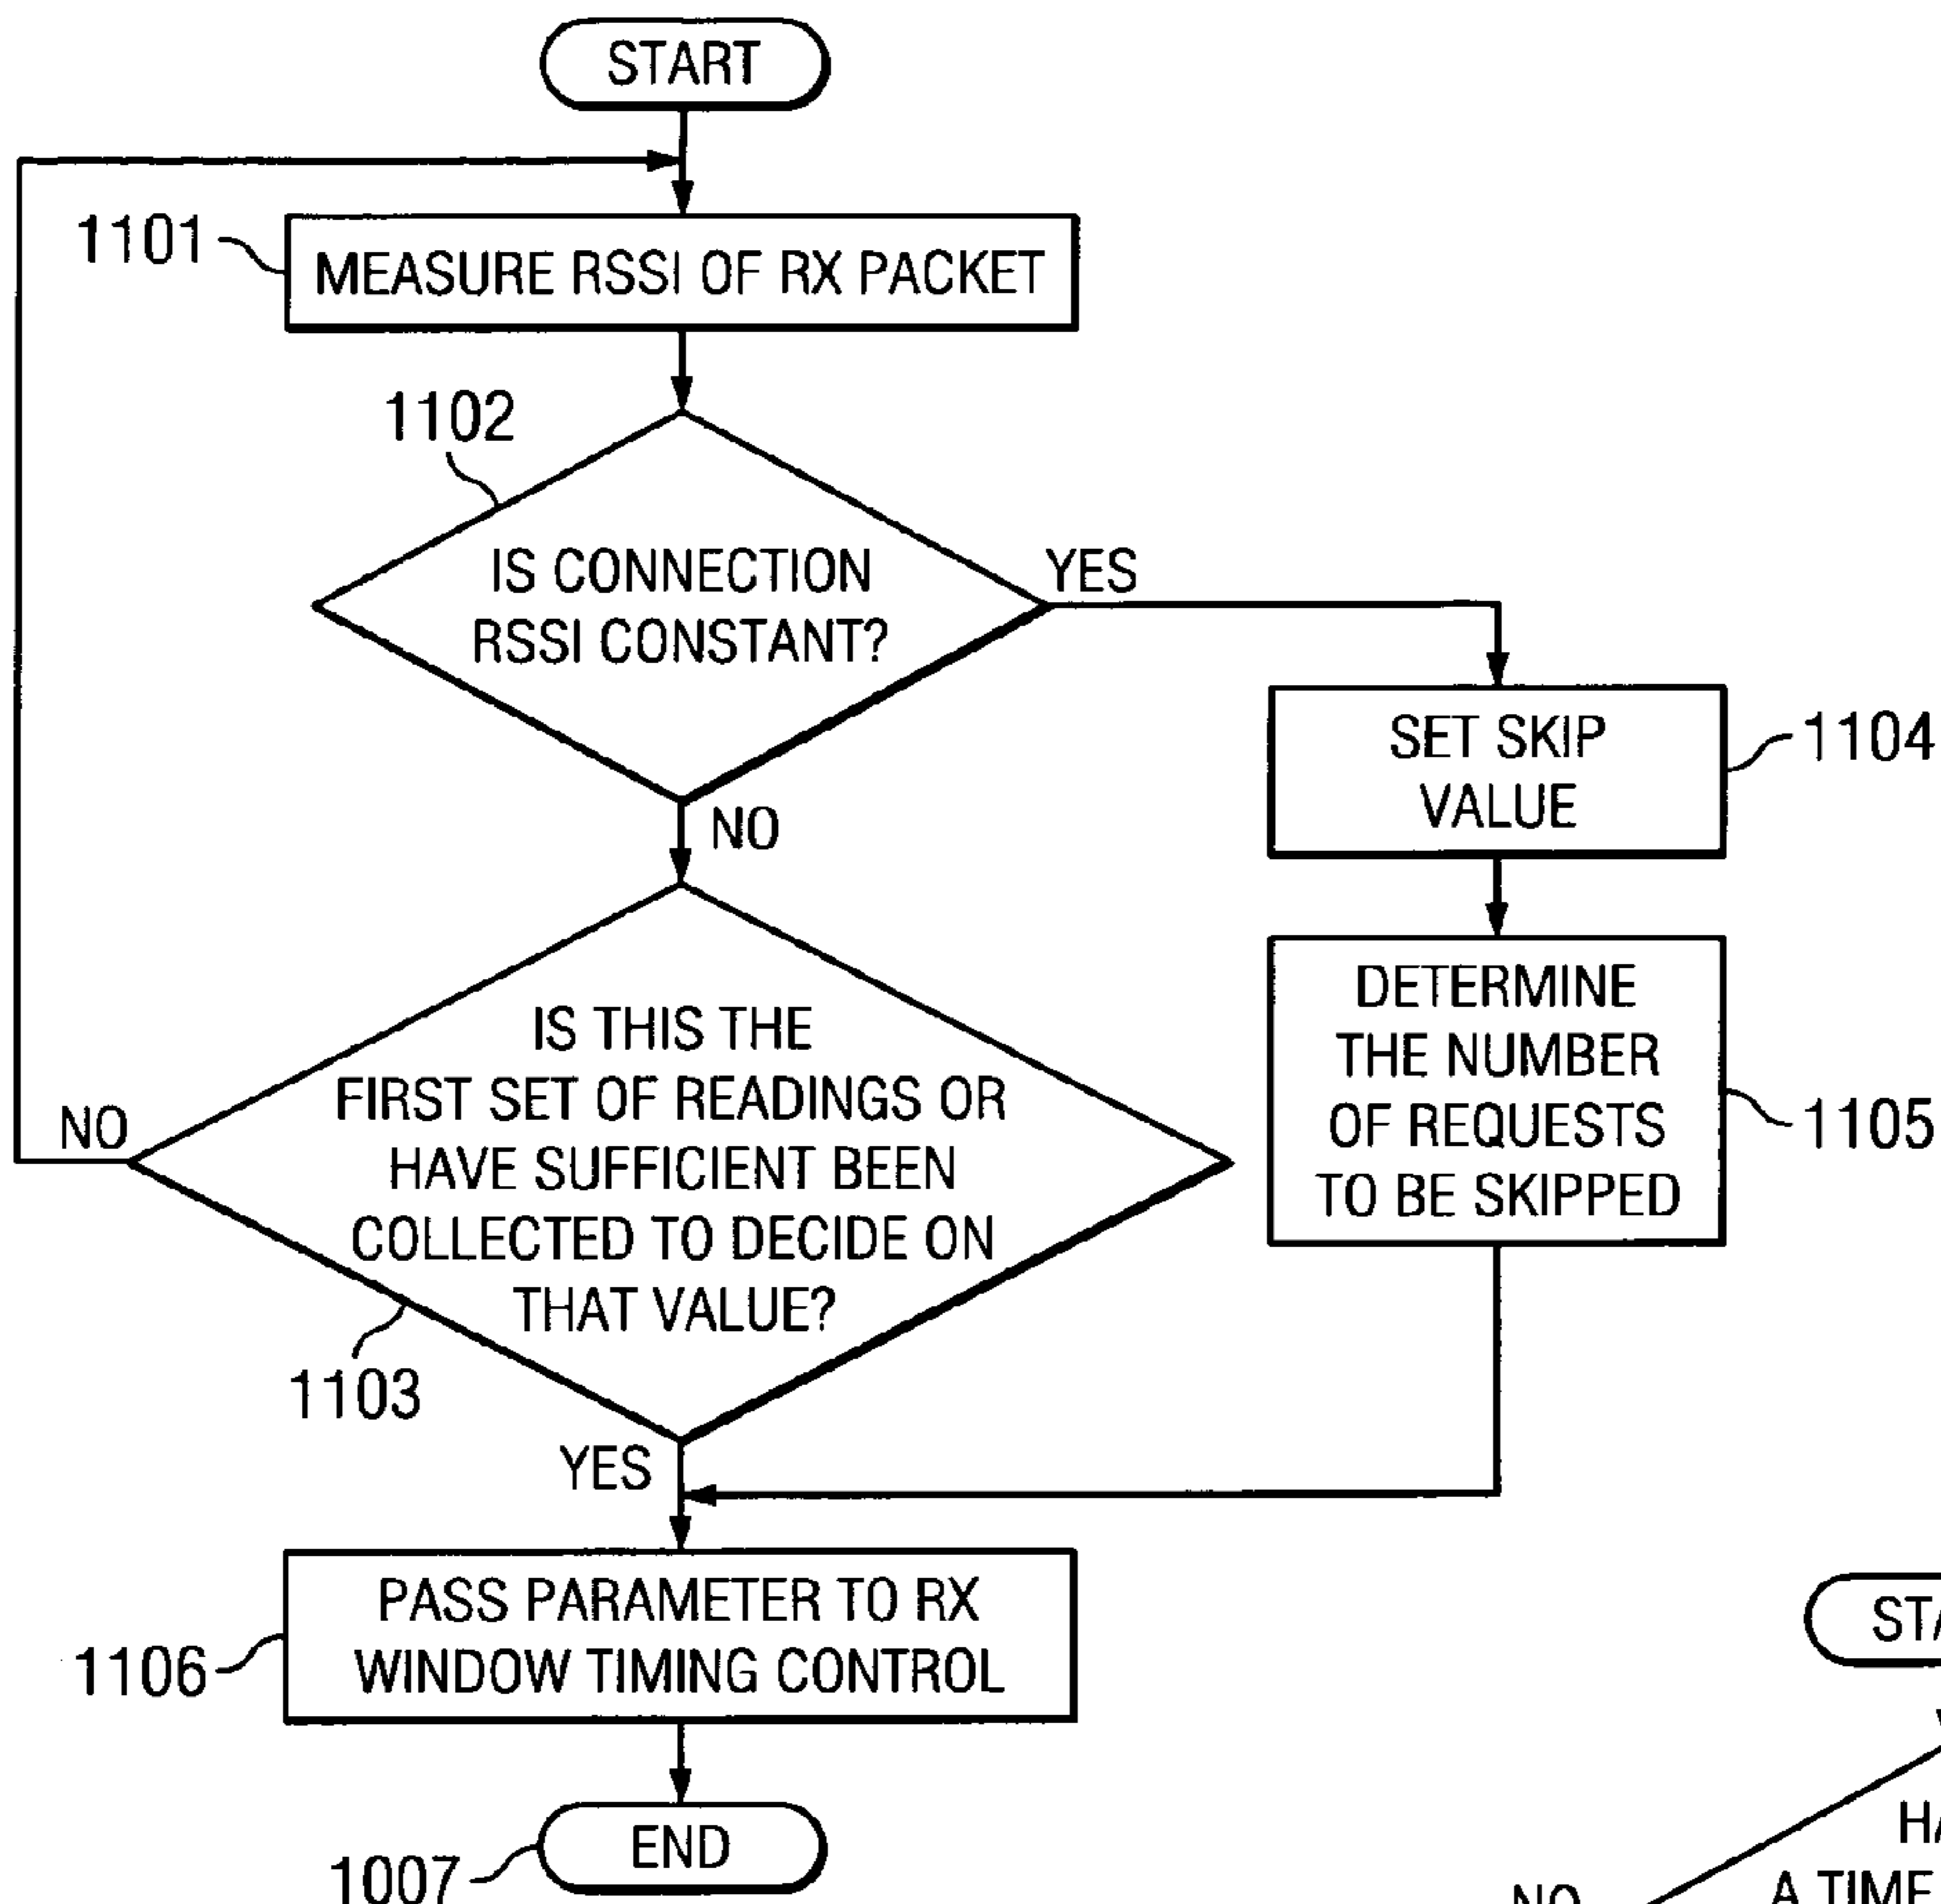 START
1101
MEASURE RSSI OF RX PACKET
1102
IS CONNECTION
RSSI CONSTANT?
YES
NO
SET SKIP
VALUE
1104
DETERMINE
THE NUMBER
OF REQUESTS
TO BE SKIPPED
1105
IS THIS THE
FIRST SET OF READINGS OR
HAVE SUFFICIENT BEEN
COLLECTED TO DECIDE ON
THAT VALUE?
NO
1103
YES
PASS PARAMETER TO RX
WINDOW TIMING CONTROL
1106
END
1007
A TIME
NO